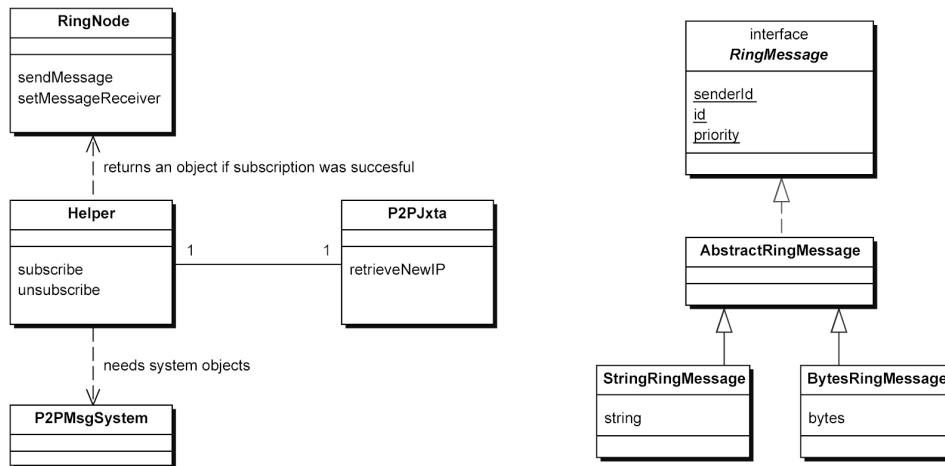 RingNode
sendMessage
setMessageReceiver
returns an object if subscription was succesful
Helper
subscribe
unsubscribe
1
1
P2PJxta
retrieveNewIP
needs system objects
P2PMsgSystem
interface
RingMessage
senderId
id
priority
AbstractRingMessage
StringRingMessage
string
BytesRingMessage
bytes